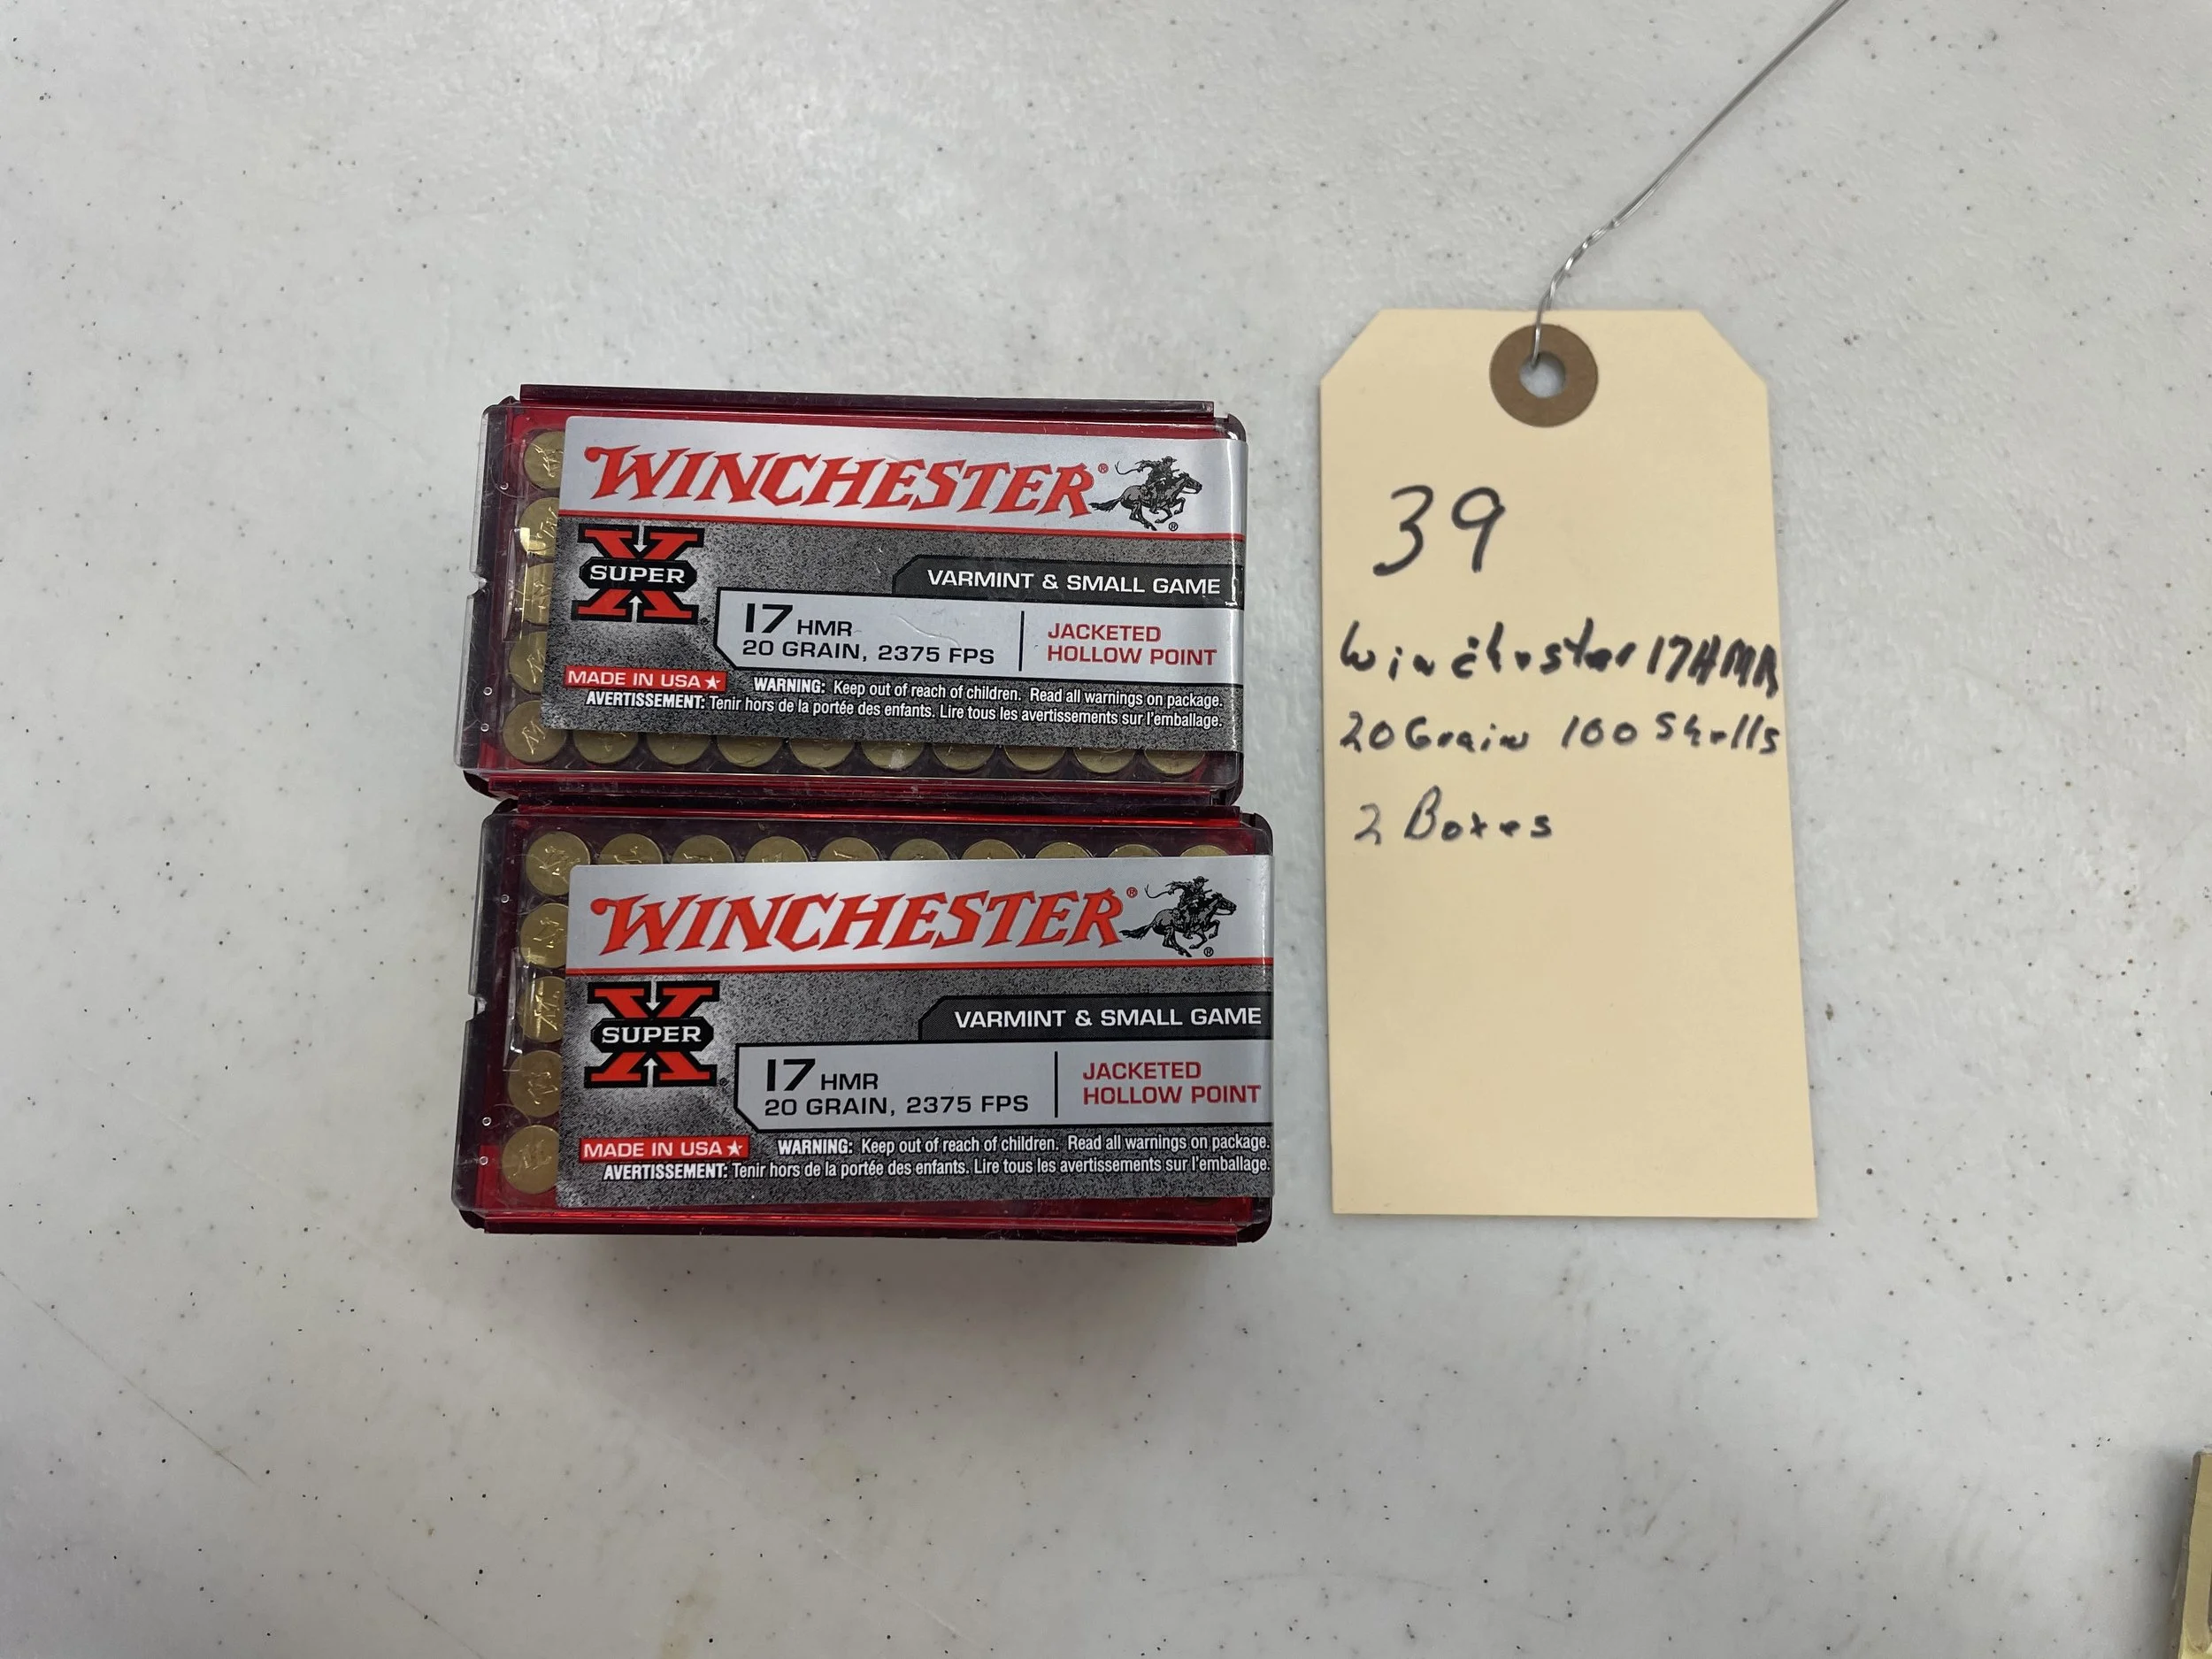 WINCHESTER®
X
SUPER
VARMINT & SMALL GAME
17 HMR
20 GRAIN, 2375 FPS
JACKETED
HOLLOW POINT
MADE IN USA
WARNING: Keep out of reach of children. Read all warnings on package.
AVERTISSEMENT: Tenir hors de la portée des enfants. Lire tous les avertissements sur l'emballage.
WINCHESTER®
X
SUPER
VARMINT & SMALL GAME
17 HMR
20 GRAIN, 2375 FPS
JACKETED
HOLLOW POINT
MADE IN USA
WARNING: Keep out of reach of children. Read all warnings on package.
AVERTISSEMENT: Tenir hors de la portée des enfants. Lire tous les avertissements sur l'emballage.
39
Winchester 17 HMR
20 Grain 100 Shells
2 Boxes